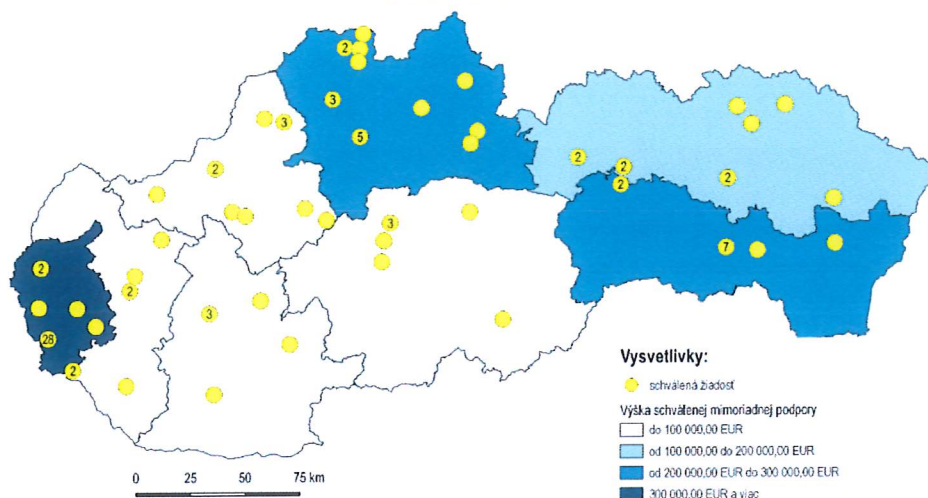 2
3
5
3
2
2
2
2
2
3
7
2
2
3
28
2
Vysvetlivky:
schválená žiadosť
Výška schválenej mimoriadnej podpory
do 100 000,00 EUR
od 100 000,00 do 200 000,00 EUR
od 200 000,00 EUR do 300 000,00 EUR
300 000,00 EUR a viac
0 25 50 75 km